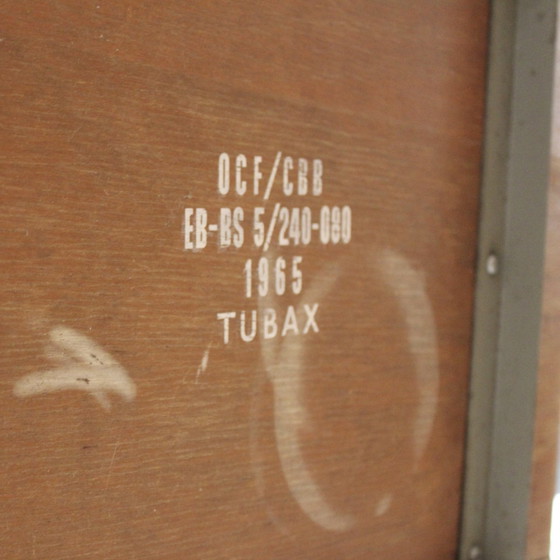 OCF/CBB
EB-BS 5/240-080
1965
TUBAX